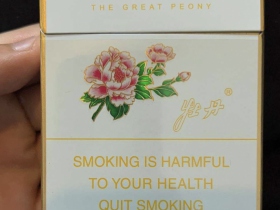 THE GREAT PEONY
牡丹®
SMOKING IS HARMFUL
TO YOUR HEALTH
QUIT SMOKING